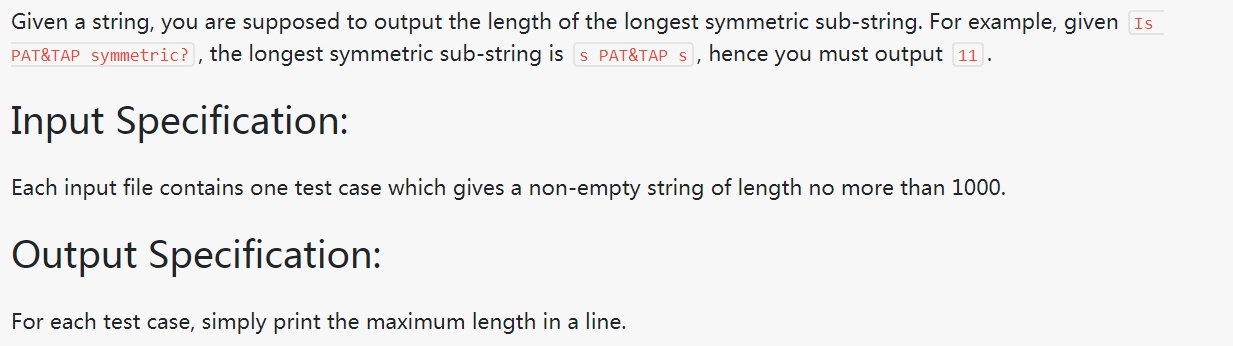 Given a string, you are supposed to output the length of the longest symmetric sub-string. For example, given Is
PAT&TAP symmetric? , the longest symmetric sub-string is s PAT&TAP s , hence you must output 11 .
Input Specification:
Each input file contains one test case which gives a non-empty string of length no more than 1000.
Output Specification:
For each test case, simply print the maximum length in a line.